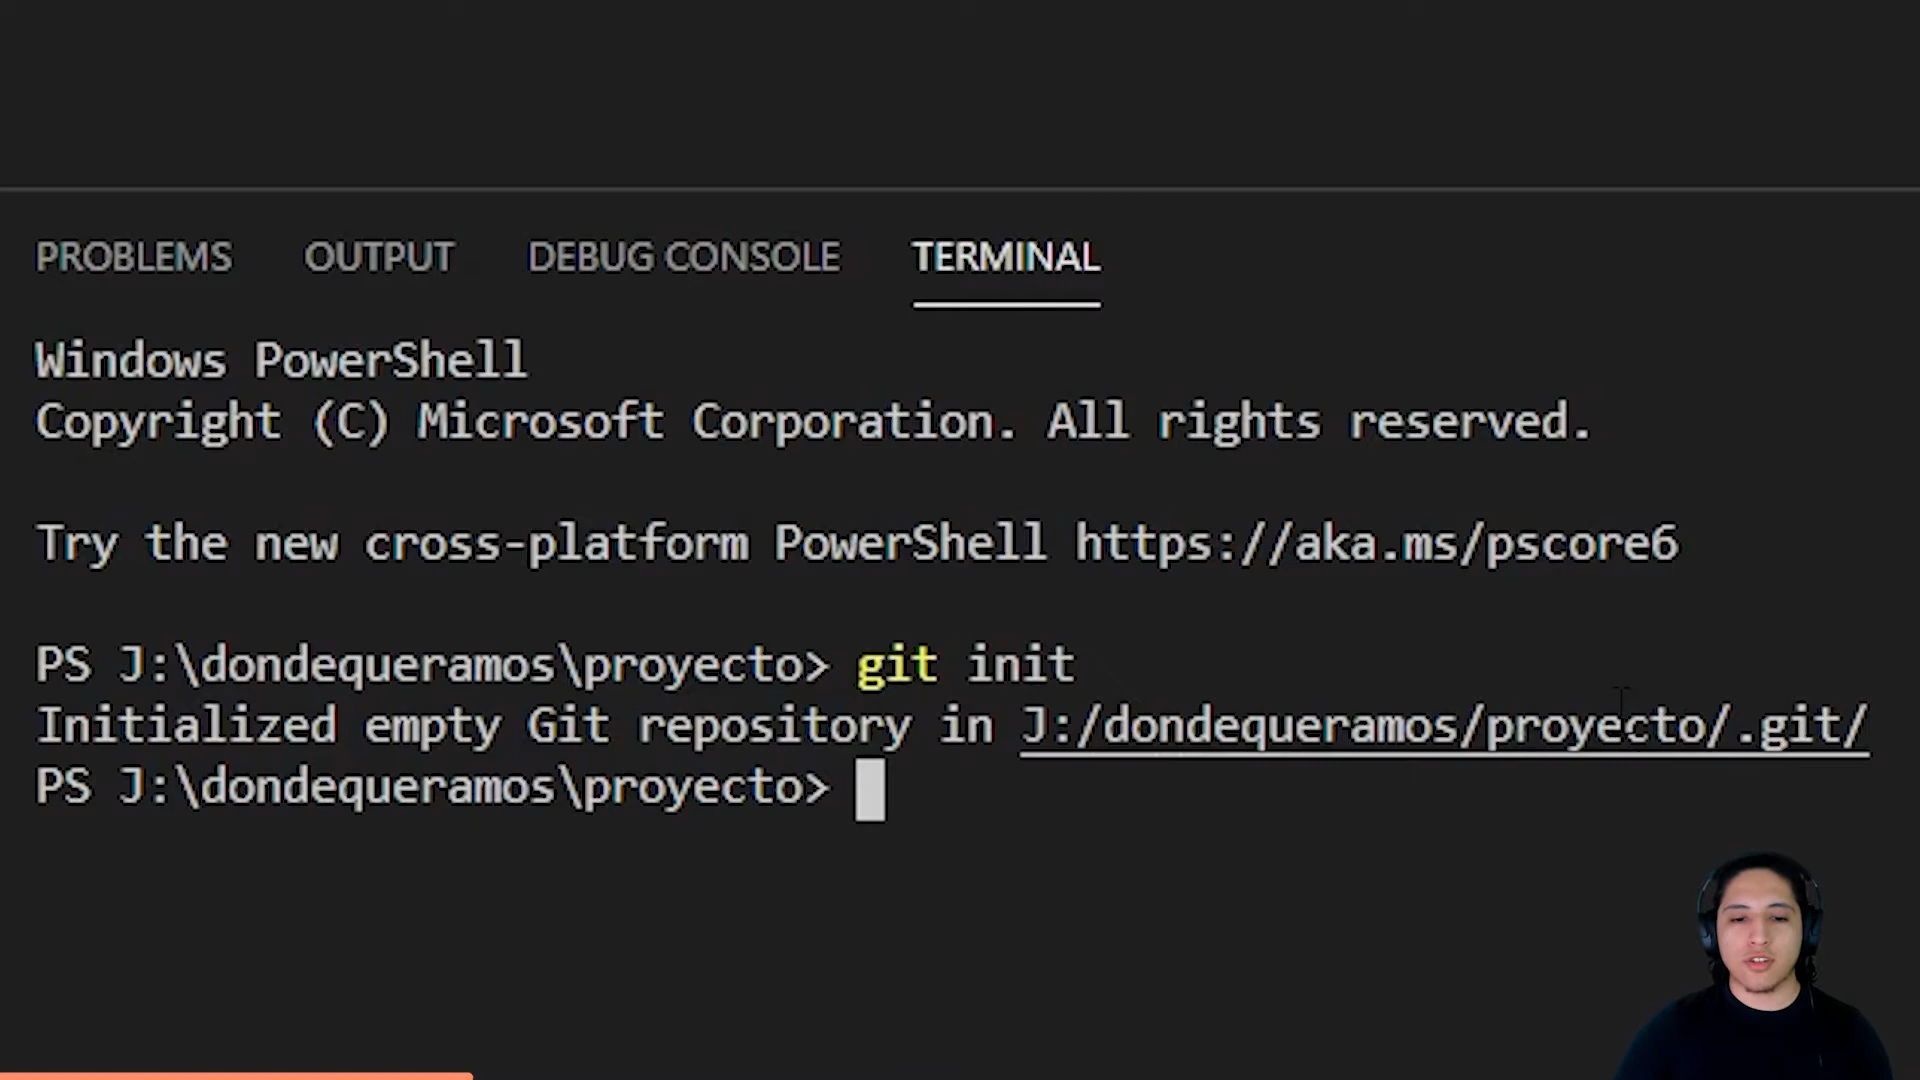 PROBLEMS OUTPUT DEBUG CONSOLE TERMINAL
Windows PowerShell
Copyright (C) Microsoft Corporation. All rights reserved.
Try the new cross-platform PowerShell https://aka.ms/pscore6
PS J:\dondequeramos\proyecto> git init
Initialized empty Git repository in J:/dondequeramos/proyecto/.git/
PS J:\dondequeramos\proyecto>